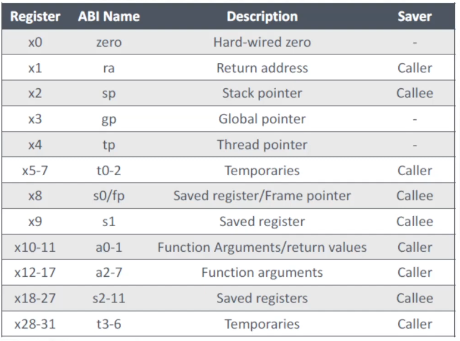 Register ABI Name Description Saver
x0 zero Hard-wired zero -
x1 ra Return address Caller
x2 sp Stack pointer Callee
x3 gp Global pointer -
x4 tp Thread pointer -
x5-7 t0-2 Temporaries Caller
x8 s0/fp Saved register/Frame pointer Callee
x9 s1 Saved register Callee
x10-11 a0-1 Function Arguments/return values Caller
x12-17 a2-7 Function arguments Caller
x18-27 s2-11 Saved registers Callee
x28-31 t3-6 Temporaries Caller